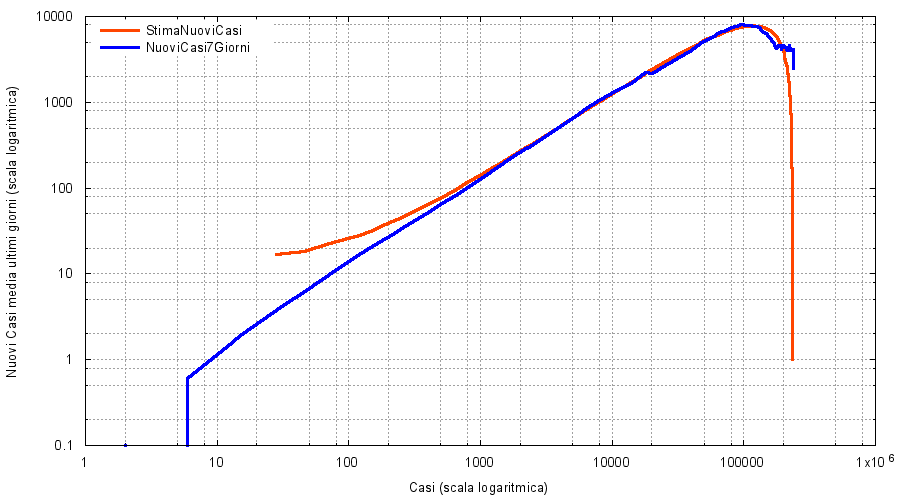 10000
1000
100
10
1
0.1
StimaNuoviCasi
NuoviCasi7Giorni
Nuovi Casi media ultimi giorni (scala logaritmica)
1 10 100 1000 10000 100000 1x10 6
Casi (scala logaritmica)